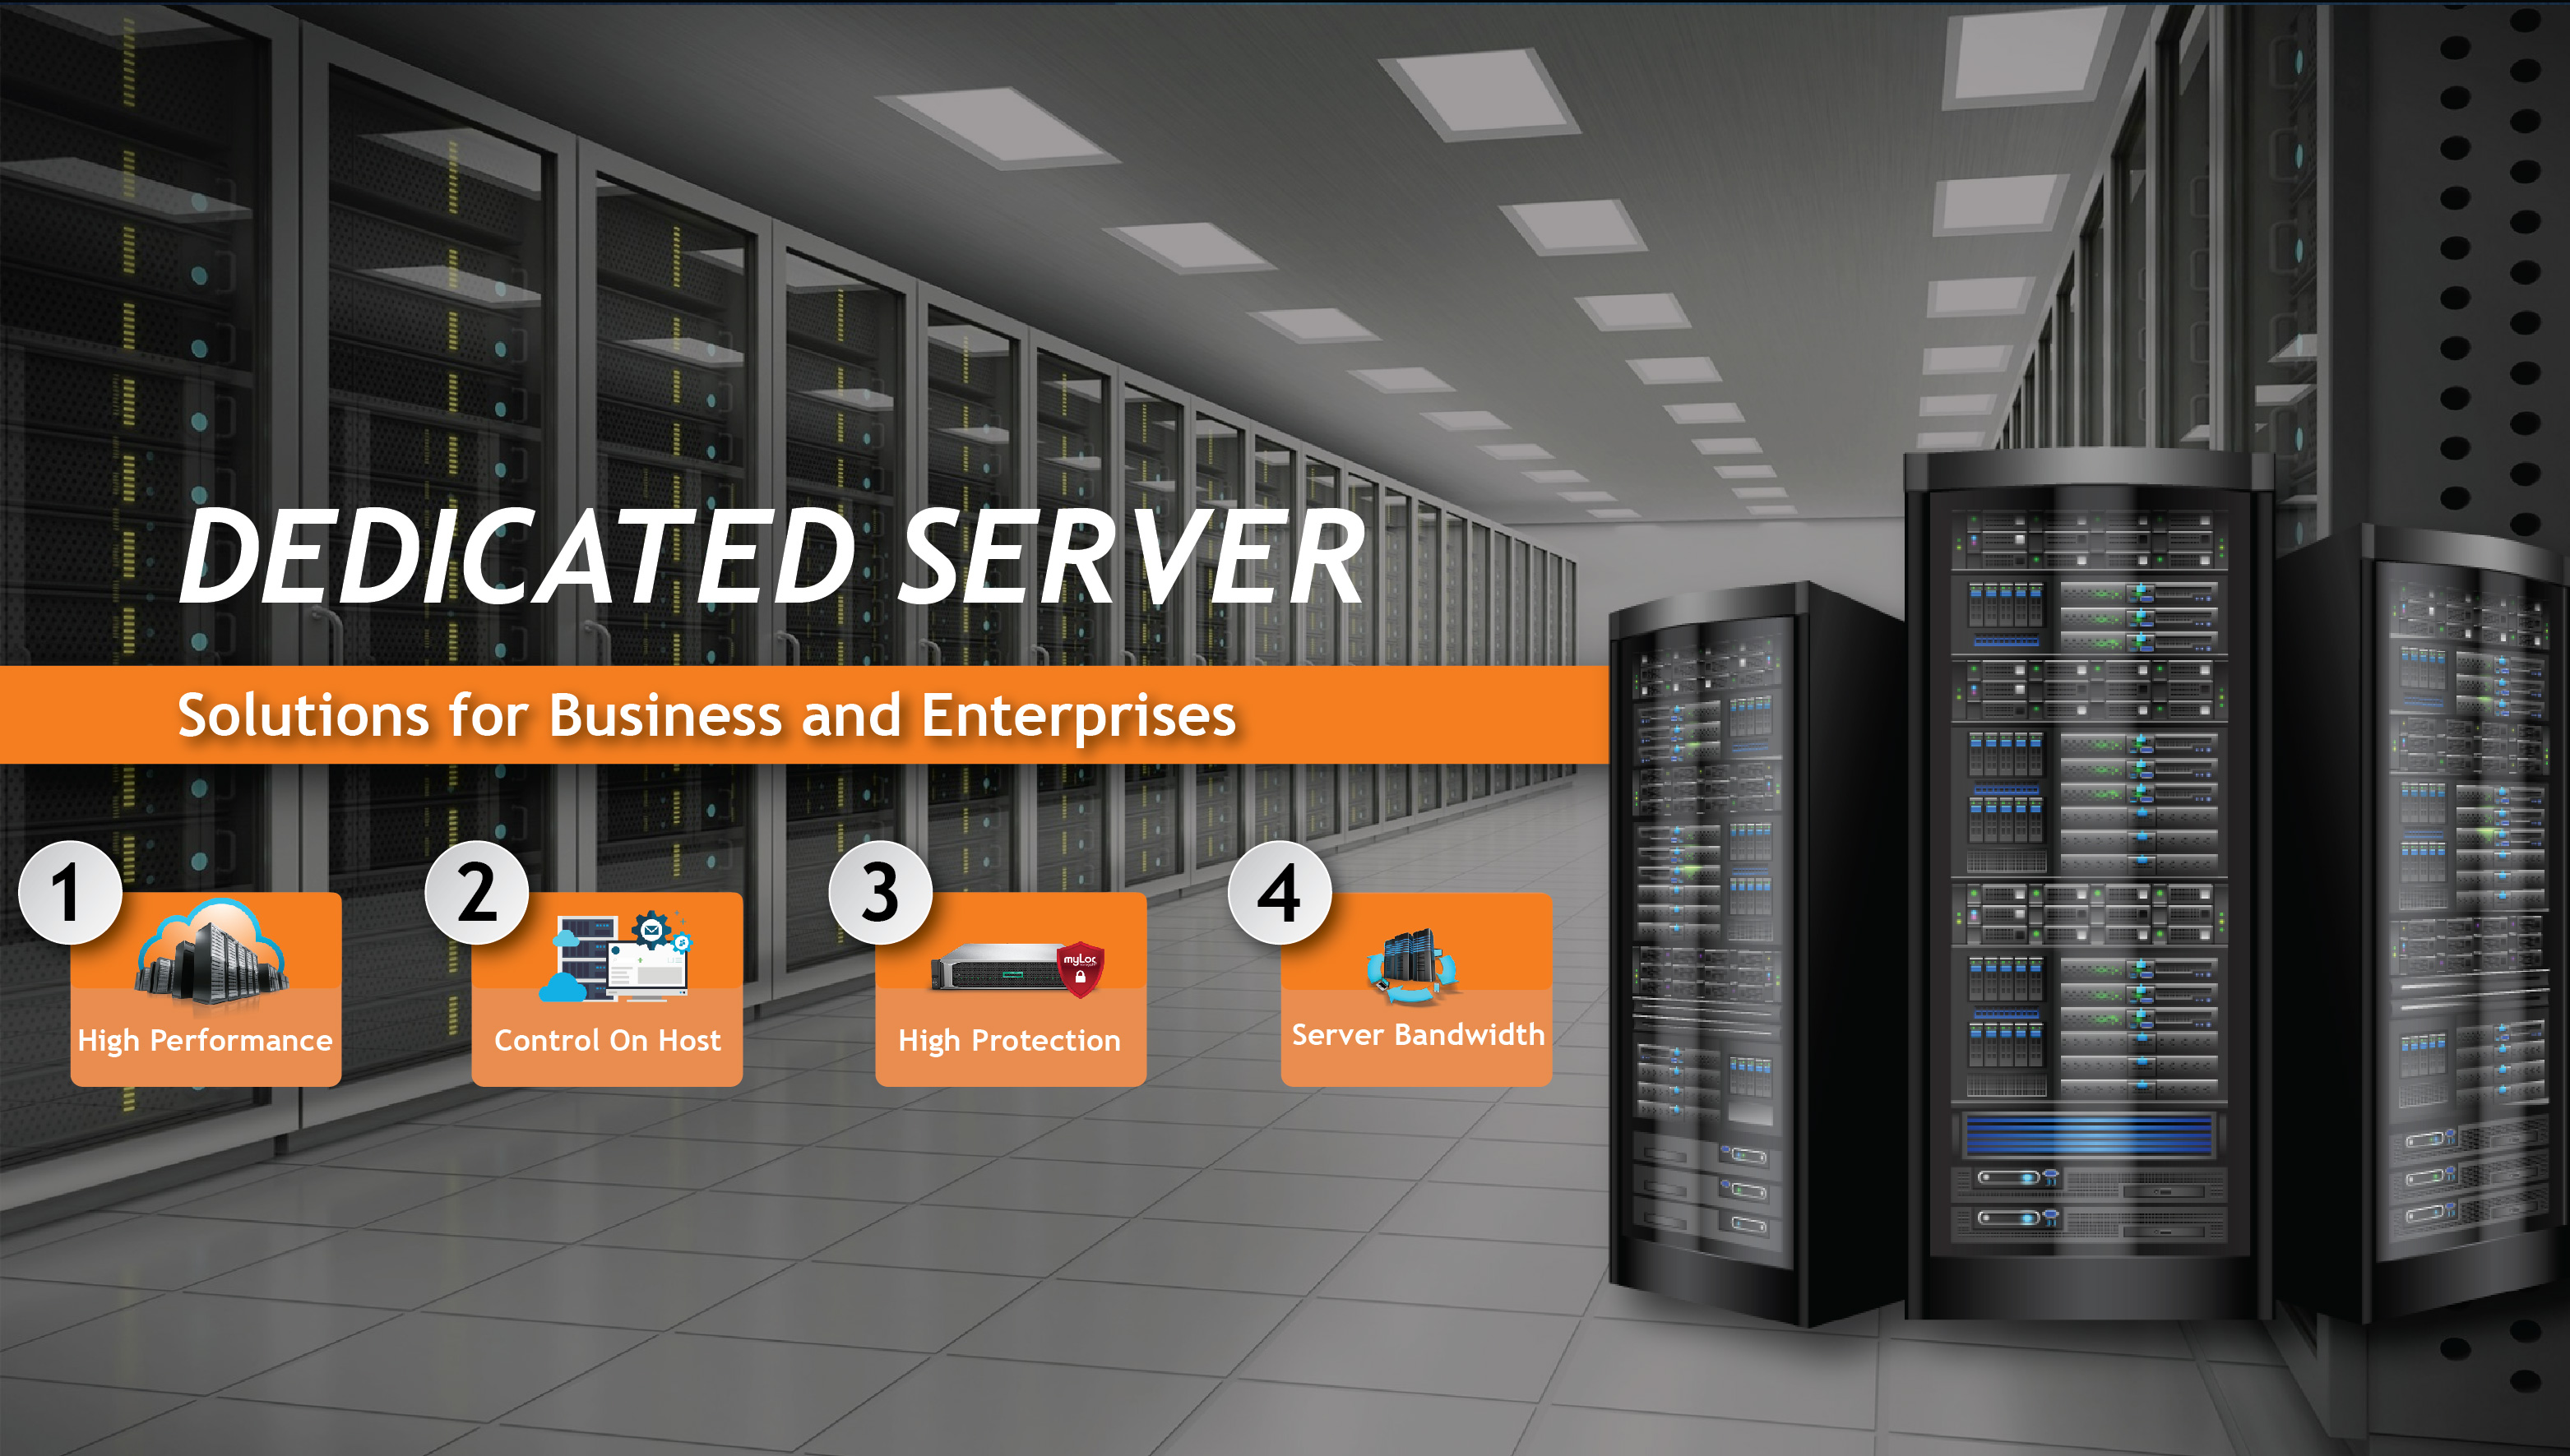 DEDICATED SERVER
Solutions for Business and Enterprises
1
2
3
4
myLoc
High Performance
Control On Host
High Protection
Server Bandwidth